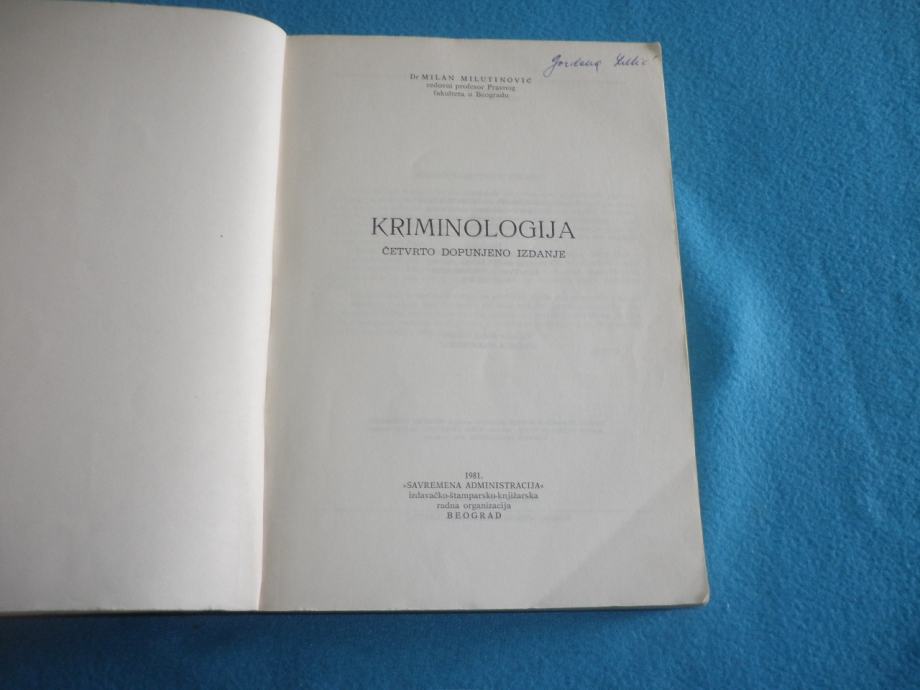 Gordana
Dr MILAN MILUTINOVIĆ
redovni profesor Pravnog
fakulteta u Beogradu
KRIMINOLOGIJA
ČETVRTO DOPUNJENO IZDANJE
1981.
»SAVREMENA ADMINISTRACIJA«
izdavačko-štamparsko-knjižarska
radna organizacija
BEOGRAD